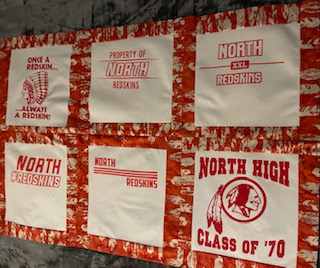 ONCE A
REDSKIN...
...ALWAYS
A REDSKIN!
PROPERTY OF
NORTH
REDSKINS
NORTH
XXL
REDSKINS
NORTH
#REDSKINS
NORTH
REDSKINS
NORTH HIGH
CLASS OF '70